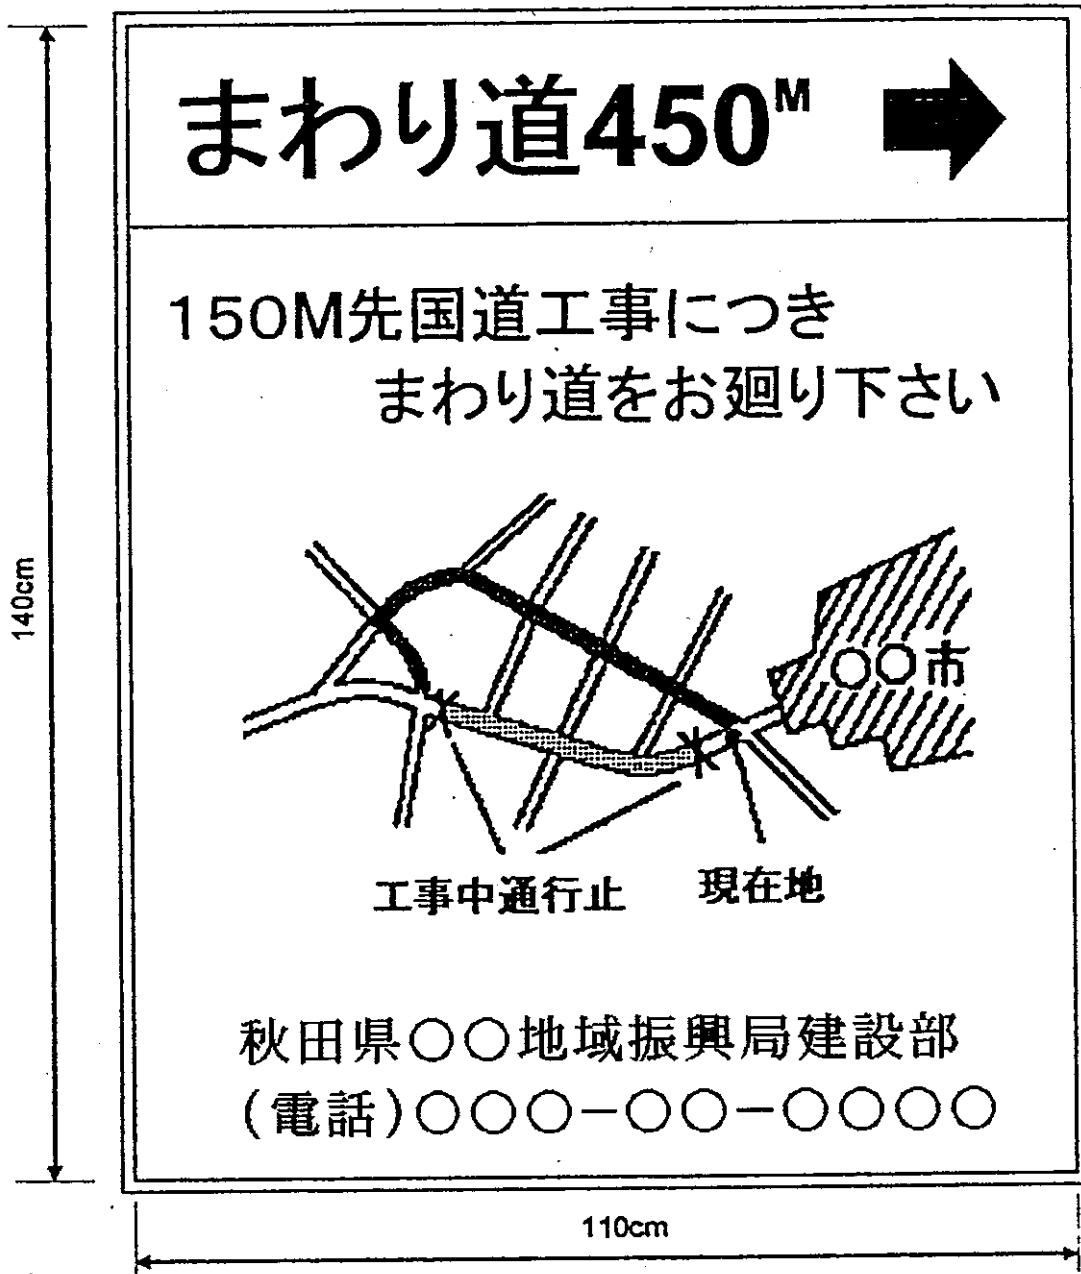 まわり道450M
150M先国道工事につき
まわり道をお廻り下さい
140cm
○○市
工事中通行止
現在地
秋田県○○地域振興局建設部
(電話)○○○－○○－○○○○
110cm